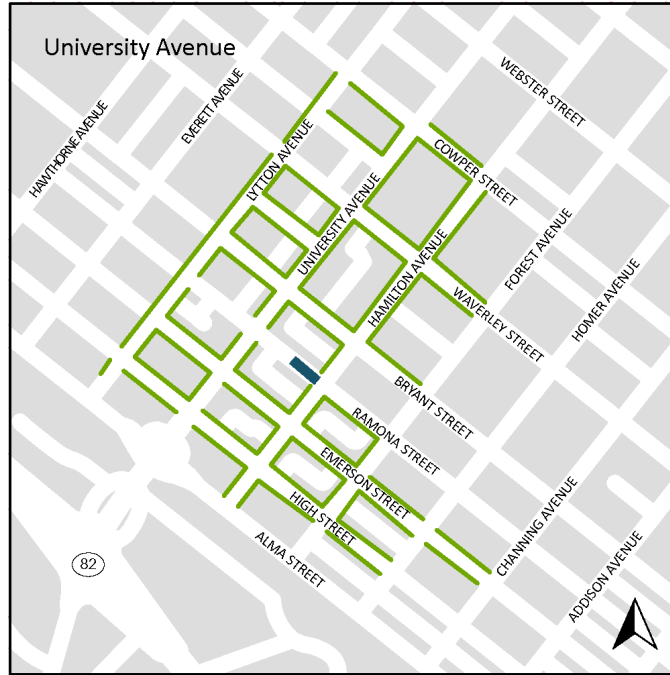 University Avenue
WEBSTER STREET
EVERETT AVENUE
HAWTHORNE AVENUE
LYTTON AVENUE
COWPER STREET
UNIVERSITY AVENUE
FOREST AVENUE
HAMILTON AVENUE
HOMER AVENUE
WAVERLEY STREET
BRYANT STREET
RAMONA STREET
EMERSON STREET
HIGH STREET
CHANNING AVENUE
ALMA STREET
ADDISON AVENUE
82